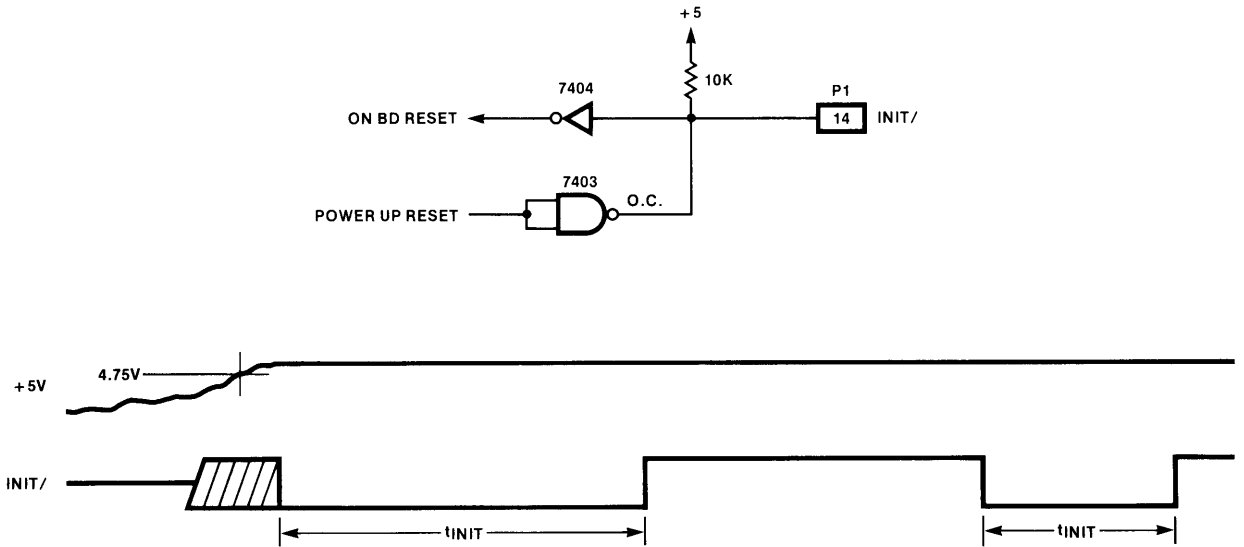 +5
10K
7404
P1
ON BD RESET
14
INIT/
7403
O.C.
POWER UP RESET
+5V
4.75V
INIT/
tINIT
tINIT